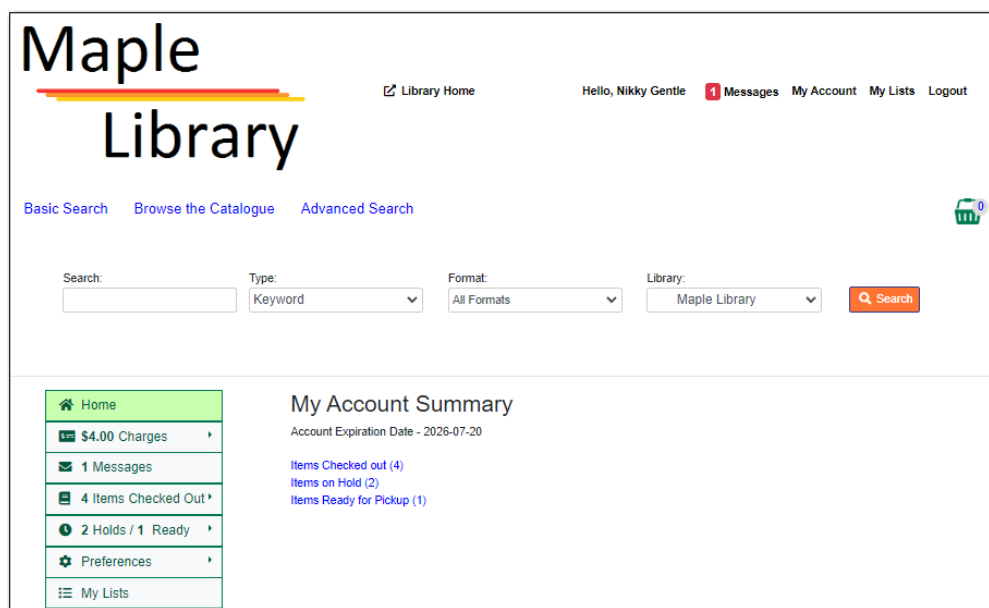 Maple
Library
Library Home
Hello, Nikky Gentle
1 Messages
My Account
My Lists
Logout
Basic Search
Browse the Catalogue
Advanced Search
0
Search:
Type:
Format:
Library:
Keyword
All Formats
Maple Library
Search
Home
$4.00 Charges
1 Messages
4 Items Checked Out
2 Holds / 1 Ready
Preferences
My Lists
My Account Summary
Account Expiration Date - 2026-07-20
Items Checked out (4)
Items on Hold (2)
Items Ready for Pickup (1)